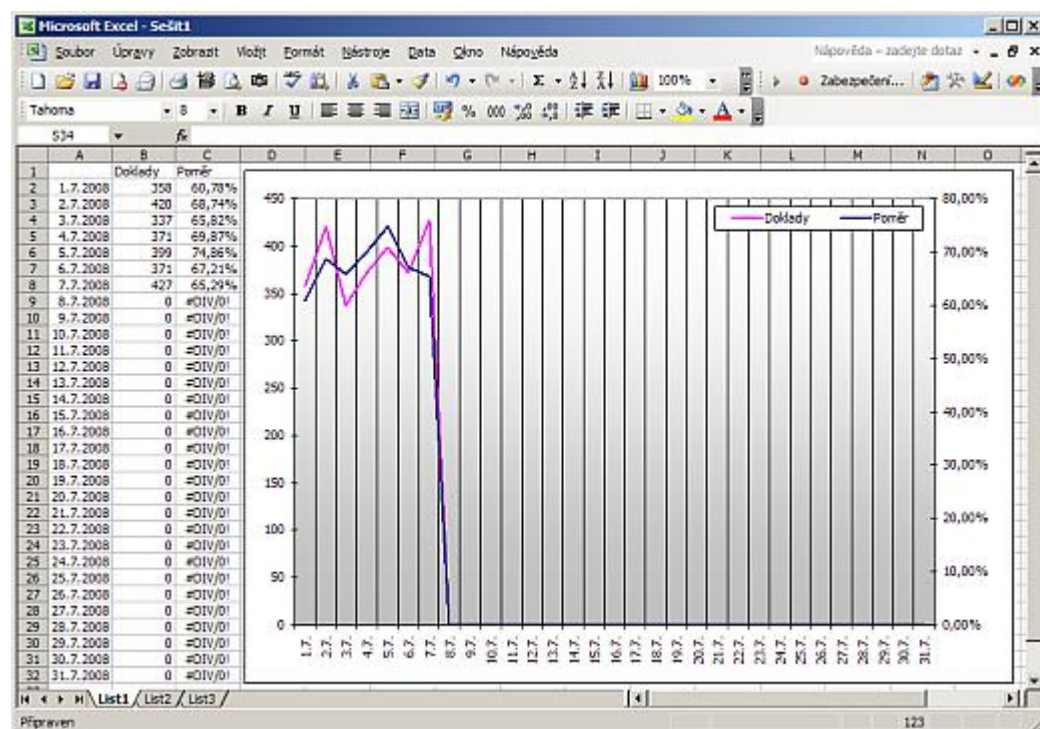 Microsoft Excel - Sešit1
Soubor Úpravy Zobrazit Vložit Formát Nástroje Data Okno Nápověda Nápověda – zadejte dotaz
100% Zabezpečení...
Tahoma 8 B I U % 000
S34 fx
A B C D E F G H I J K L M N O
1 Doklady Poměr
2 1.7.2008 358 60,78%
3 2.7.2008 420 68,74%
4 3.7.2008 337 65,82%
5 4.7.2008 371 69,87%
6 5.7.2008 399 74,86%
7 6.7.2008 371 67,21%
8 7.7.2008 427 65,29%
9 8.7.2008 0 #DIV/0!
10 9.7.2008 0 #DIV/0!
11 10.7.2008 0 #DIV/0!
12 11.7.2008 0 #DIV/0!
13 12.7.2008 0 #DIV/0!
14 13.7.2008 0 #DIV/0!
15 14.7.2008 0 #DIV/0!
16 15.7.2008 0 #DIV/0!
17 16.7.2008 0 #DIV/0!
18 17.7.2008 0 #DIV/0!
19 18.7.2008 0 #DIV/0!
20 19.7.2008 0 #DIV/0!
21 20.7.2008 0 #DIV/0!
22 21.7.2008 0 #DIV/0!
23 22.7.2008 0 #DIV/0!
24 23.7.2008 0 #DIV/0!
25 24.7.2008 0 #DIV/0!
26 25.7.2008 0 #DIV/0!
27 26.7.2008 0 #DIV/0!
28 27.7.2008 0 #DIV/0!
29 28.7.2008 0 #DIV/0!
30 29.7.2008 0 #DIV/0!
31 30.7.2008 0 #DIV/0!
32 31.7.2008 0 #DIV/0!
450 80,00%
Doklady Poměr
400 70,00%
350 60,00%
300 50,00%
250
200 40,00%
150 30,00%
100 20,00%
50 10,00%
0 0,00%
1.7. 2.7. 3.7. 4.7. 5.7. 6.7. 7.7. 8.7. 9.7. 10.7. 11.7. 12.7. 13.7. 14.7. 15.7. 16.7. 17.7. 18.7. 19.7. 20.7. 21.7. 22.7. 23.7. 24.7. 25.7. 26.7. 27.7. 28.7. 29.7. 30.7. 31.7.
List1 List2 List3
Připraven 123